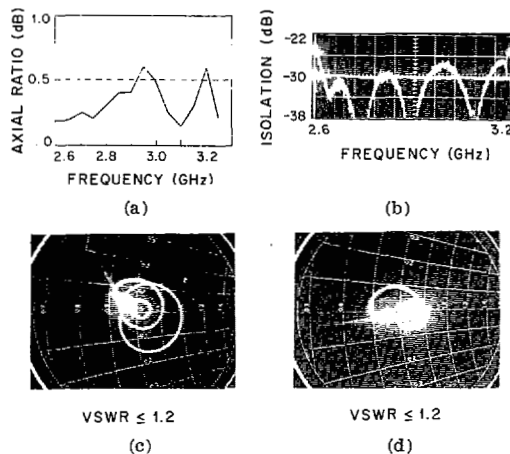 AXIAL RATIO (dB)
1.0
0.5
0
2.6 2.8 3.0 3.2
FREQUENCY (GHz)
(a)
ISOLATION (dB)
-22
-30
-38
2.6 3.2
FREQUENCY (GHz)
(b)
VSWR ≤ 1.2
(c)
VSWR ≤ 1.2
(d)